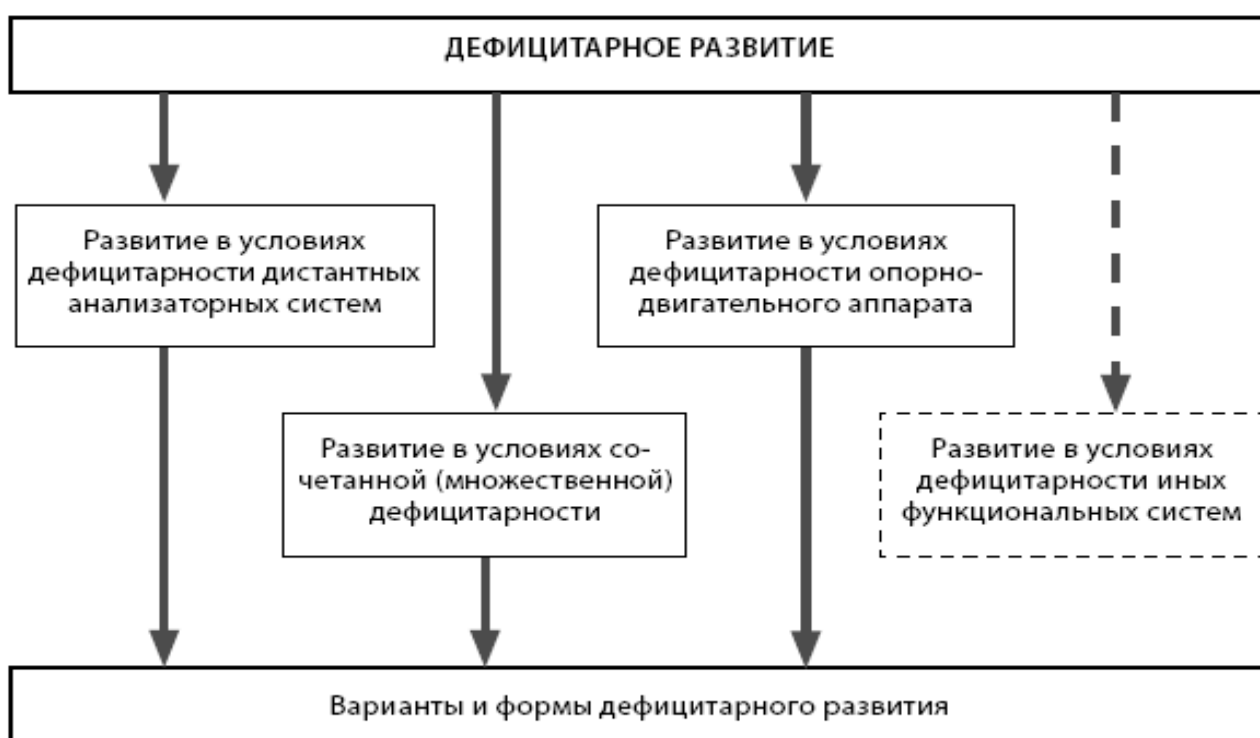 ДЕФИЦИТАРНОЕ РАЗВИТИЕ
Развитие в условиях
дефицитарности дистантных
анализаторных систем
Развитие в условиях
дефицитарности опорно-
двигательного аппарата
Развитие в условиях со-
четанной (множественной)
дефицитарности
Развитие в условиях
дефицитарности иных
функциональных систем
Варианты и формы дефицитарного развития